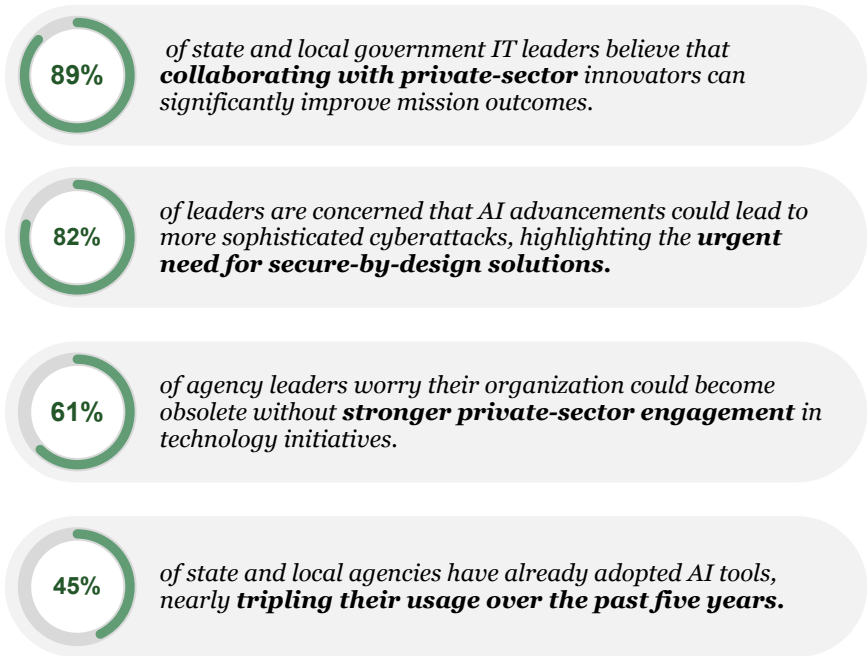 89%
of state and local government IT leaders believe that
collaborating with private-sector innovators can
significantly improve mission outcomes.
82%
of leaders are concerned that AI advancements could lead to
more sophisticated cyberattacks, highlighting the urgent
need for secure-by-design solutions.
61%
of agency leaders worry their organization could become
obsolete without stronger private-sector engagement in
technology initiatives.
45%
of state and local agencies have already adopted AI tools,
nearly tripling their usage over the past five years.